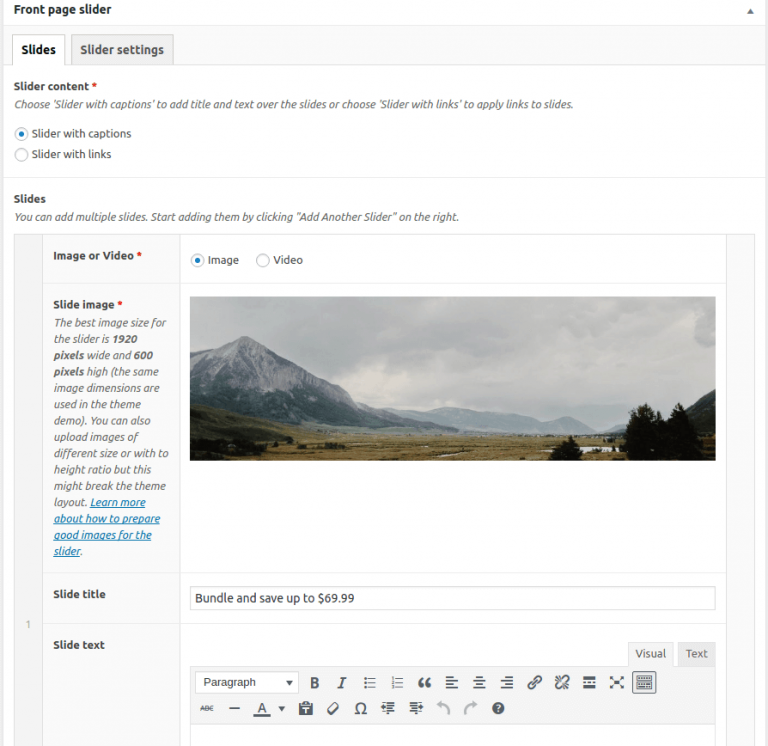 Front page slider
Slides
Slider settings
Slider content *
Choose 'Slider with captions' to add title and text over the slides or choose 'Slider with links' to apply links to slides.
Slider with captions
Slider with links
Slides
You can add multiple slides. Start adding them by clicking "Add Another Slider" on the right.
Image or Video *
Image
Video
Slide image *
The best image size for
the slider is 1920
pixels wide and 600
pixels high (the same
image dimensions are
used in the theme
demo). You can also
upload images of
different size or with to
height ratio but this
might break the theme
layout. Learn more
about how to prepare
good images for the
slider.
Slide title
Bundle and save up to $69.99
1
Slide text
Visual
Text
Paragraph
B
I
ABC
A